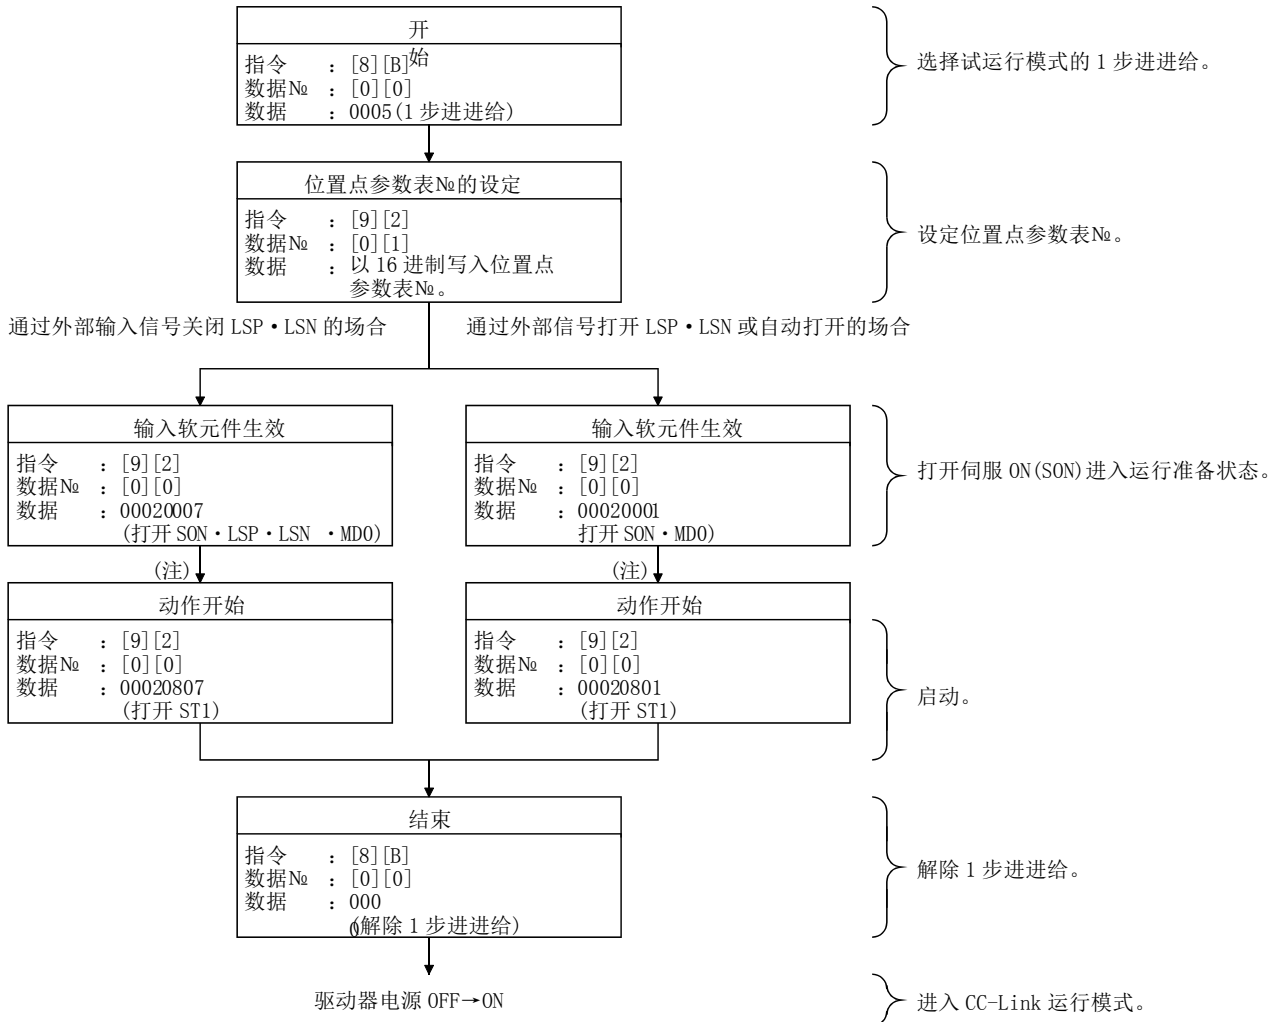 开
始
指令 ：[8][B]
数据№ ：[0][0]
数据 ：0005(1 步进进给)
选择试运行模式的 1 步进进给。
位置点参数表№的设定
指令 ：[9][2]
数据№ ：[0][1]
数据 ：以 16 进制写入位置点
参数表№。
设定位置点参数表№。
通过外部输入信号关闭 LSP·LSN 的场合
通过外部信号打开 LSP·LSN 或自动打开的场合
输入软元件生效
指令 ：[9][2]
数据№ ：[0][0]
数据 ：00020007
(打开 SON·LSP·LSN ·MD0)
输入软元件生效
指令 ：[9][2]
数据№ ：[0][0]
数据 ：00020001
打开 SON·MD0)
打开伺服 ON(SON)进入运行准备状态。
(注)
(注)
动作开始
指令 ：[9][2]
数据№ ：[0][0]
数据 ：00020807
(打开 ST1)
动作开始
指令 ：[9][2]
数据№ ：[0][0]
数据 ：00020801
(打开 ST1)
启动。
结束
指令 ：[8][B]
数据№ ：[0][0]
数据 ：000
0
(解除 1 步进进给)
解除 1 步进进给。
驱动器电源 OFF→ON
进入 CC-Link 运行模式。